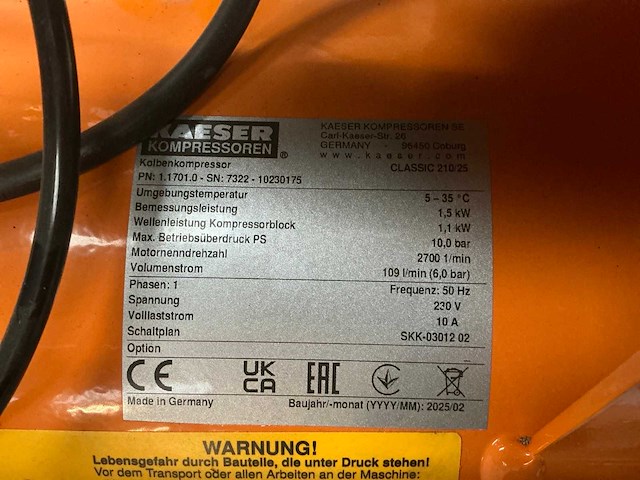 KAESER
KOMPRESSOREN ®
KAESER KOMPRESSOREN SE
Carl-Kaeser-Str. 26
GERMANY - 96450 Coburg
www.kaeser.com
Kolbenkompressor CLASSIC 210/25
PN: 1.1701.0 - SN: 7322 - 10230175
Umgebungstemperatur 5 – 35 °C
Bemessungsleistung 1,5 kW
Wellenleistung Kompressorblock 1,1 kW
Max. Betriebsüberdruck PS 10,0 bar
Motornenndrehzahl 2700 1/min
Volumenstrom 109 l/min (6,0 bar)
Phasen: 1 Frequenz: 50 Hz
Spannung 230 V
Volllaststrom 10 A
Schaltplan SKK-03012 02
Option
CE UK CA EAC
Made in Germany Baujahr/-monat (YYYY/MM): 2025/02
WARNUNG!
Lebensgefahr durch Bauteile, die unter Druck stehen!
Vor dem Transport oder allen Arbeiten an der Machine: